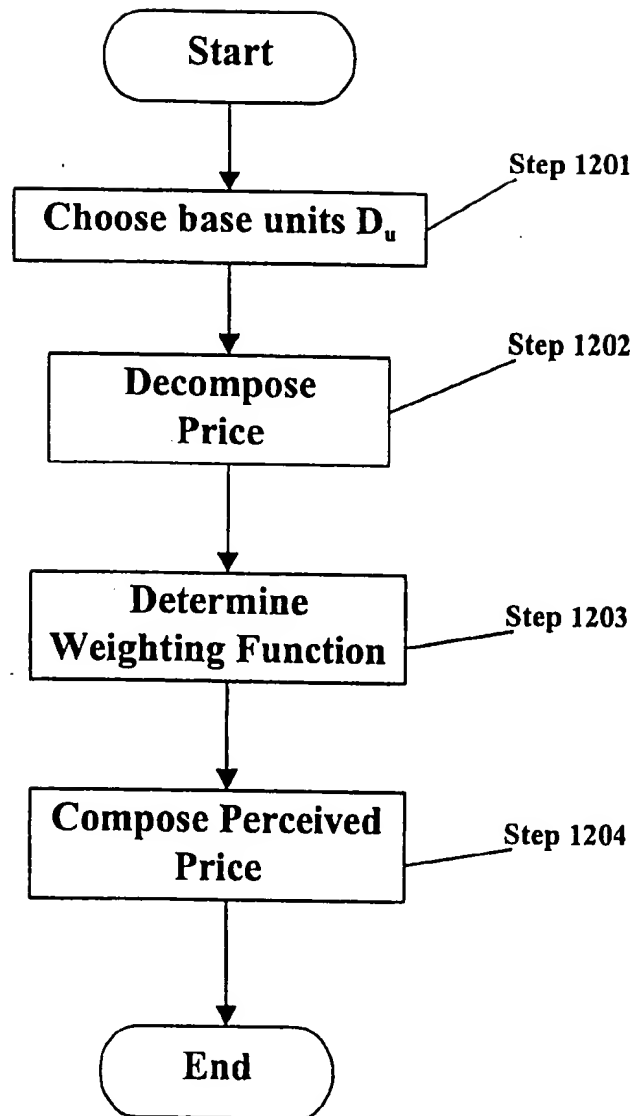 Start
Step 1201
Choose base units Du
Step 1202
Decompose
Price
Determine
Weighting Function
Step 1203
Compose Perceived
Price
Step 1204
End